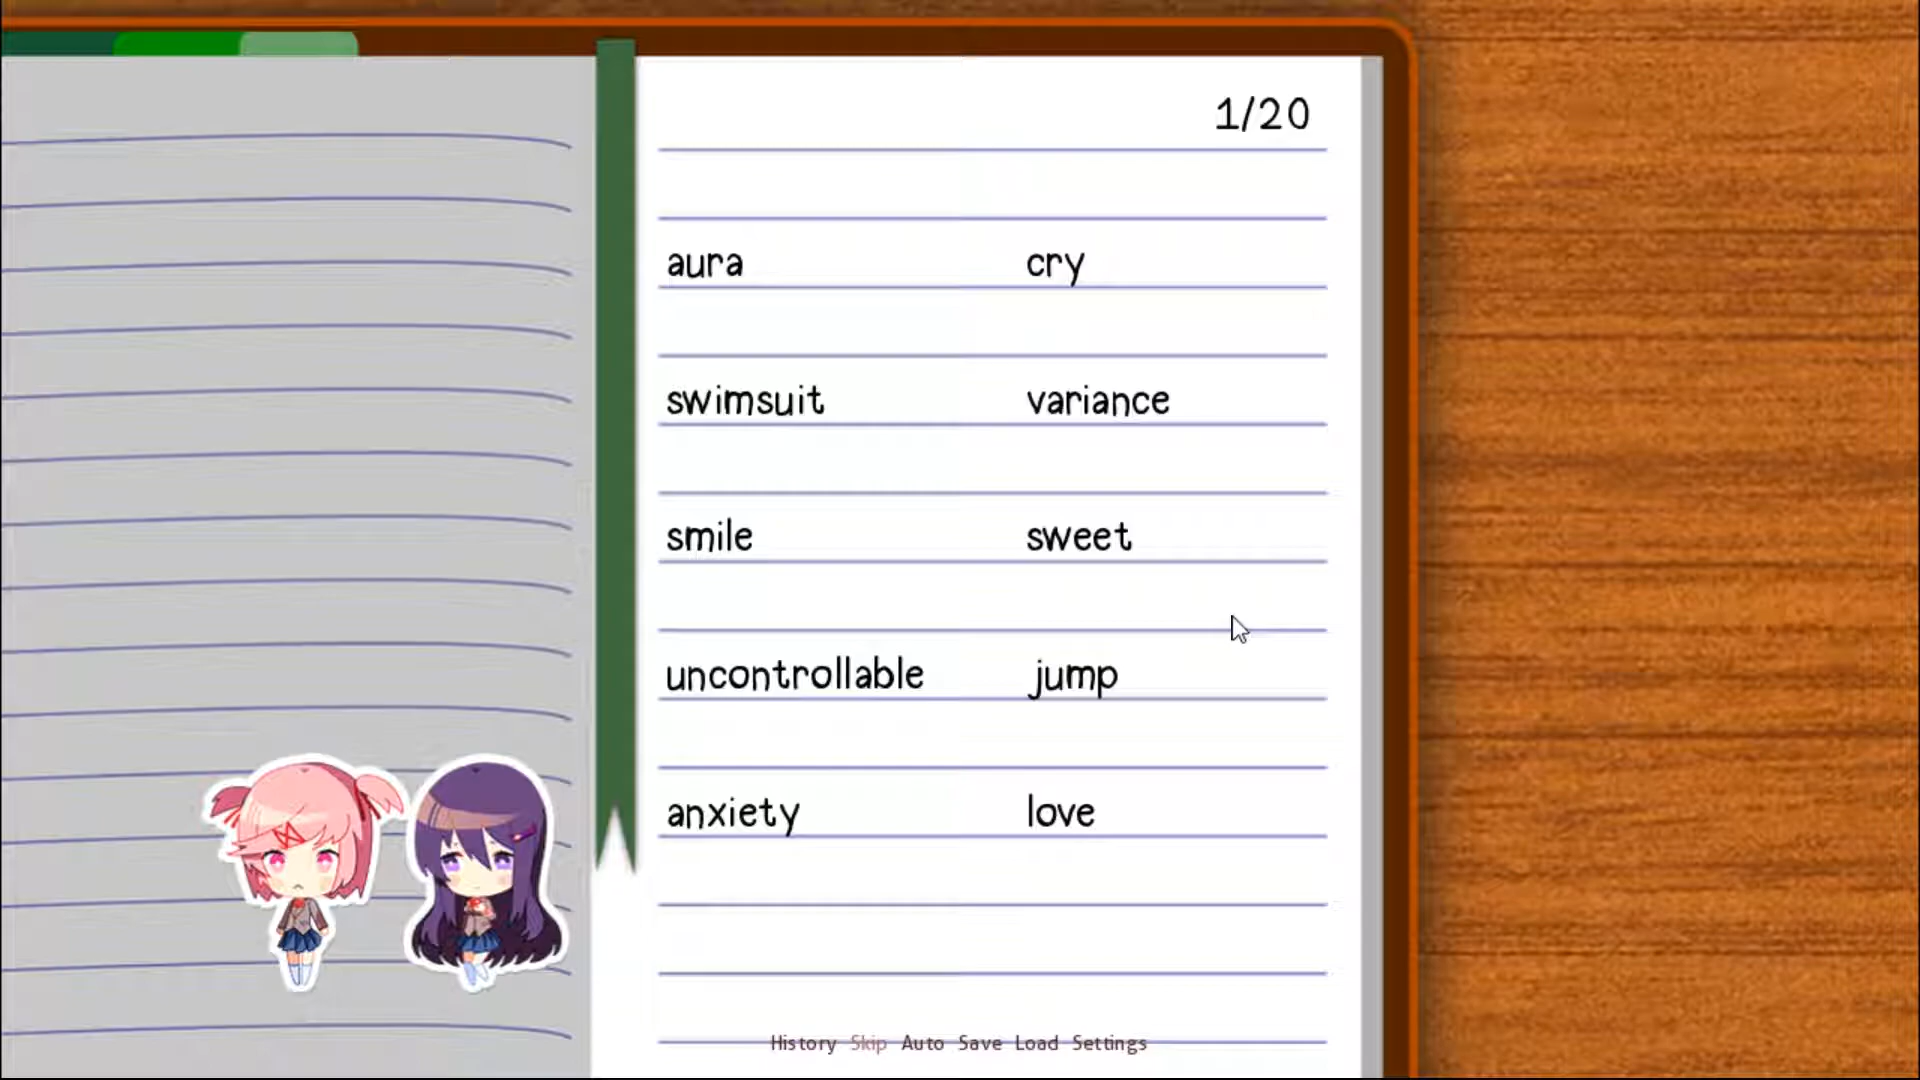 1/20
aura cry
swimsuit variance
smile sweet
uncontrollable jump
anxiety love
History Skip Auto Save Load Settings